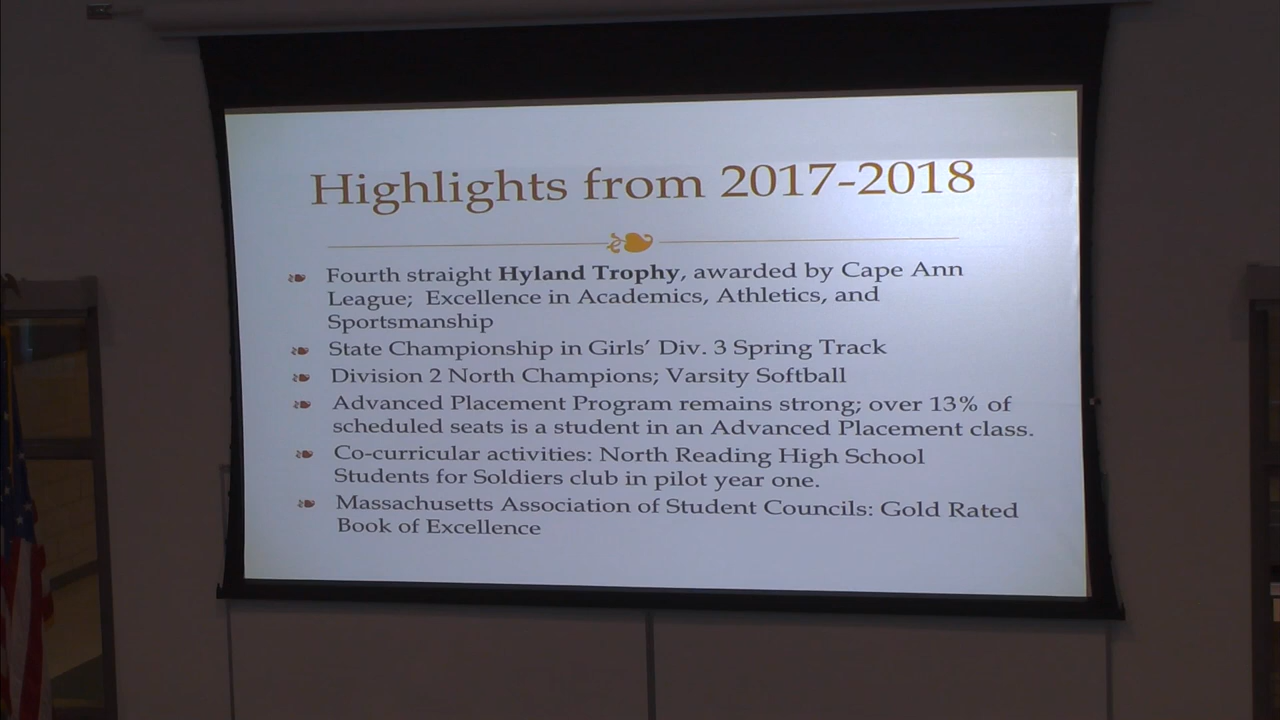 Highlights from 2017-2018
Fourth straight Hyland Trophy, awarded by Cape Ann
League; Excellence in Academics, Athletics, and
Sportsmanship
State Championship in Girls' Div. 3 Spring Track
Division 2 North Champions; Varsity Softball
Advanced Placement Program remains strong; over 13% of
scheduled seats is a student in an Advanced Placement class.
Co-curricular activities: North Reading High School
Students for Soldiers club in pilot year one.
Massachusetts Association of Student Councils: Gold Rated
Book of Excellence